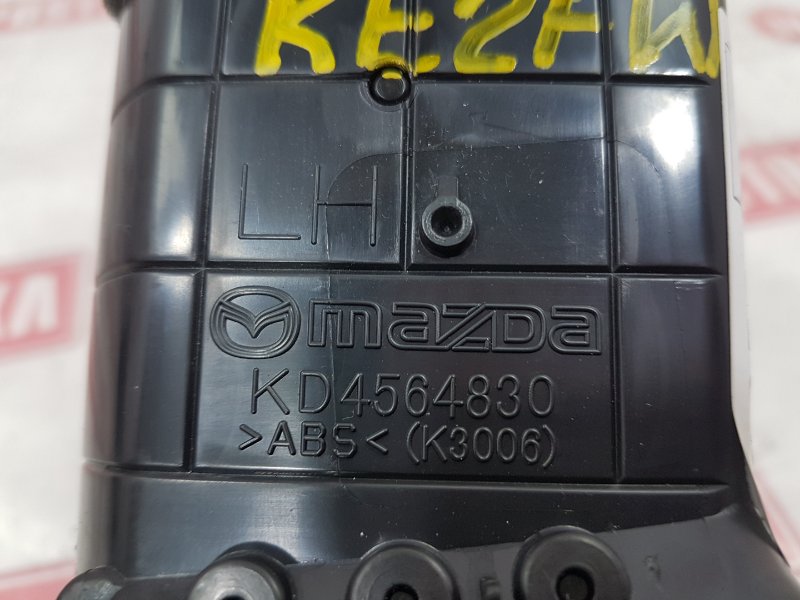 KE2FW
LH
mazda
KD4564830
>ABS< (K3006)